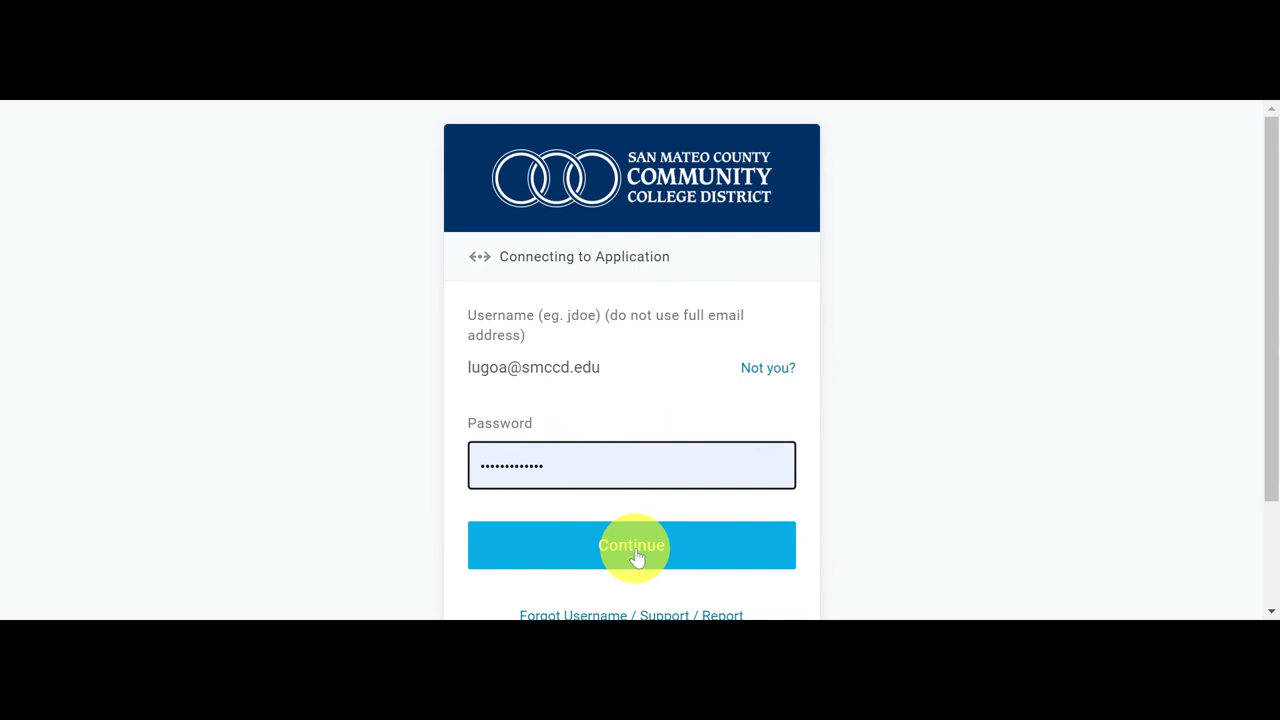 SAN MATEO COUNTY
COMMUNITY
COLLEGE DISTRICT
Connecting to Application
Username (eg. jdoe) (do not use full email
address)
lugoa@smccd.edu
Not you?
Password
•••••••••••••
Continue
Forgot Username / Support / Report